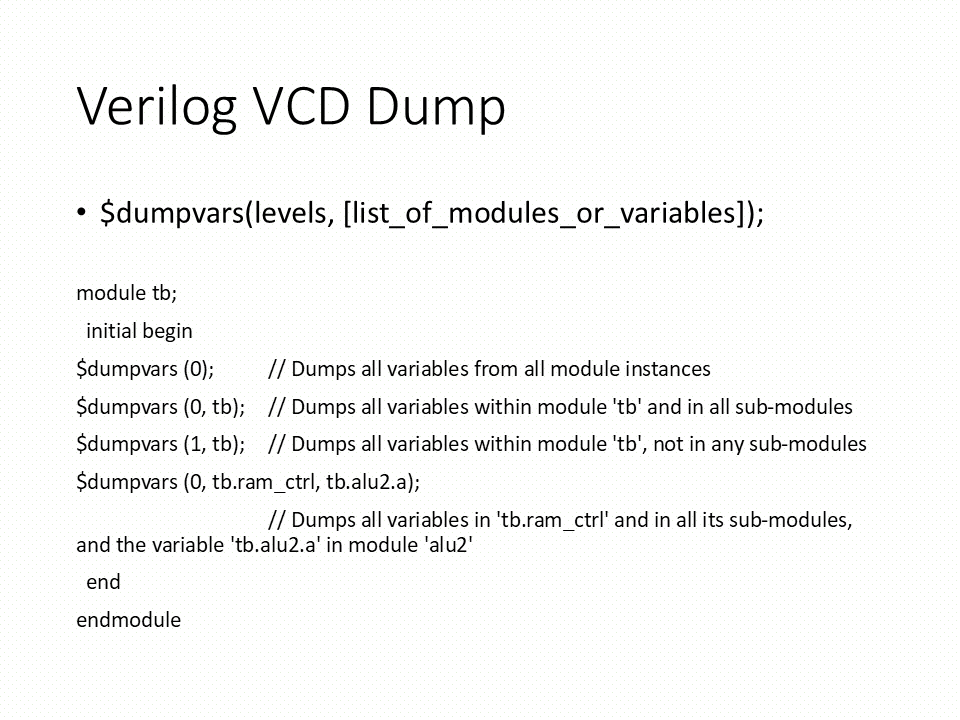 Verilog VCD Dump
• $dumpvars(levels, [list_of_modules_or_variables]);
module tb;
initial begin
$dumpvars (0); // Dumps all variables from all module instances
$dumpvars (0, tb); // Dumps all variables within module 'tb' and in all sub-modules
$dumpvars (1, tb); // Dumps all variables within module 'tb', not in any sub-modules
$dumpvars (0, tb.ram_ctrl, tb.alu2.a);
// Dumps all variables in 'tb.ram_ctrl' and in all its sub-modules,
and the variable 'tb.alu2.a' in module 'alu2'
end
endmodule